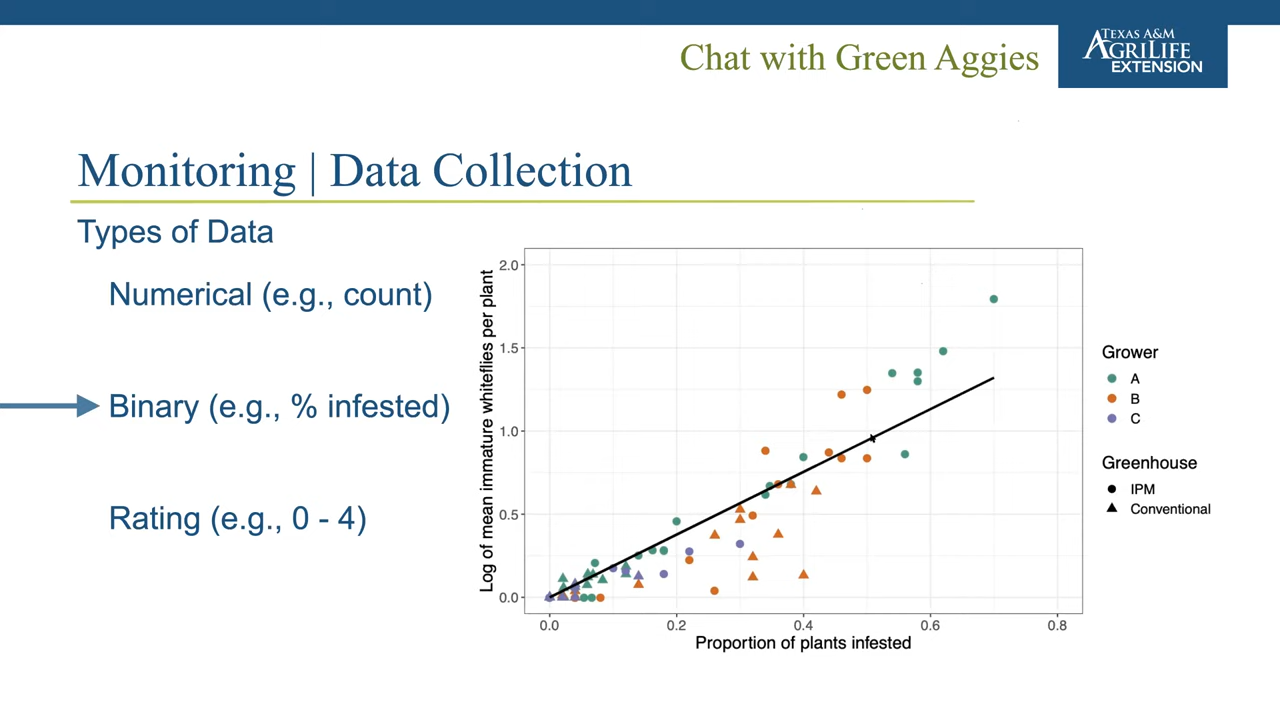 Chat with Green Aggies
TEXAS A&M
AGRILIFE
EXTENSION
Monitoring | Data Collection
Types of Data
Numerical (e.g., count)
Binary (e.g., % infested)
Rating (e.g., 0 - 4)
Log of mean immature whiteflies per plant
2.0
1.5
1.0
0.5
0.0
0.0 0.2 0.4 0.6 0.8
Proportion of plants infested
Grower
A
B
C
Greenhouse
IPM
Conventional